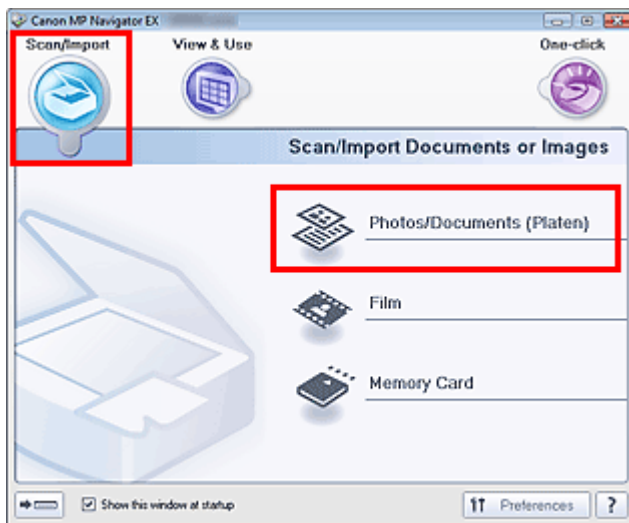 Canon MP Navigator EX
Scan/Import
View & Use
One-click
Scan/Import Documents or Images
Photos/Documents (Platen)
Film
Memory Card
Show this window at startup
Preferences
?